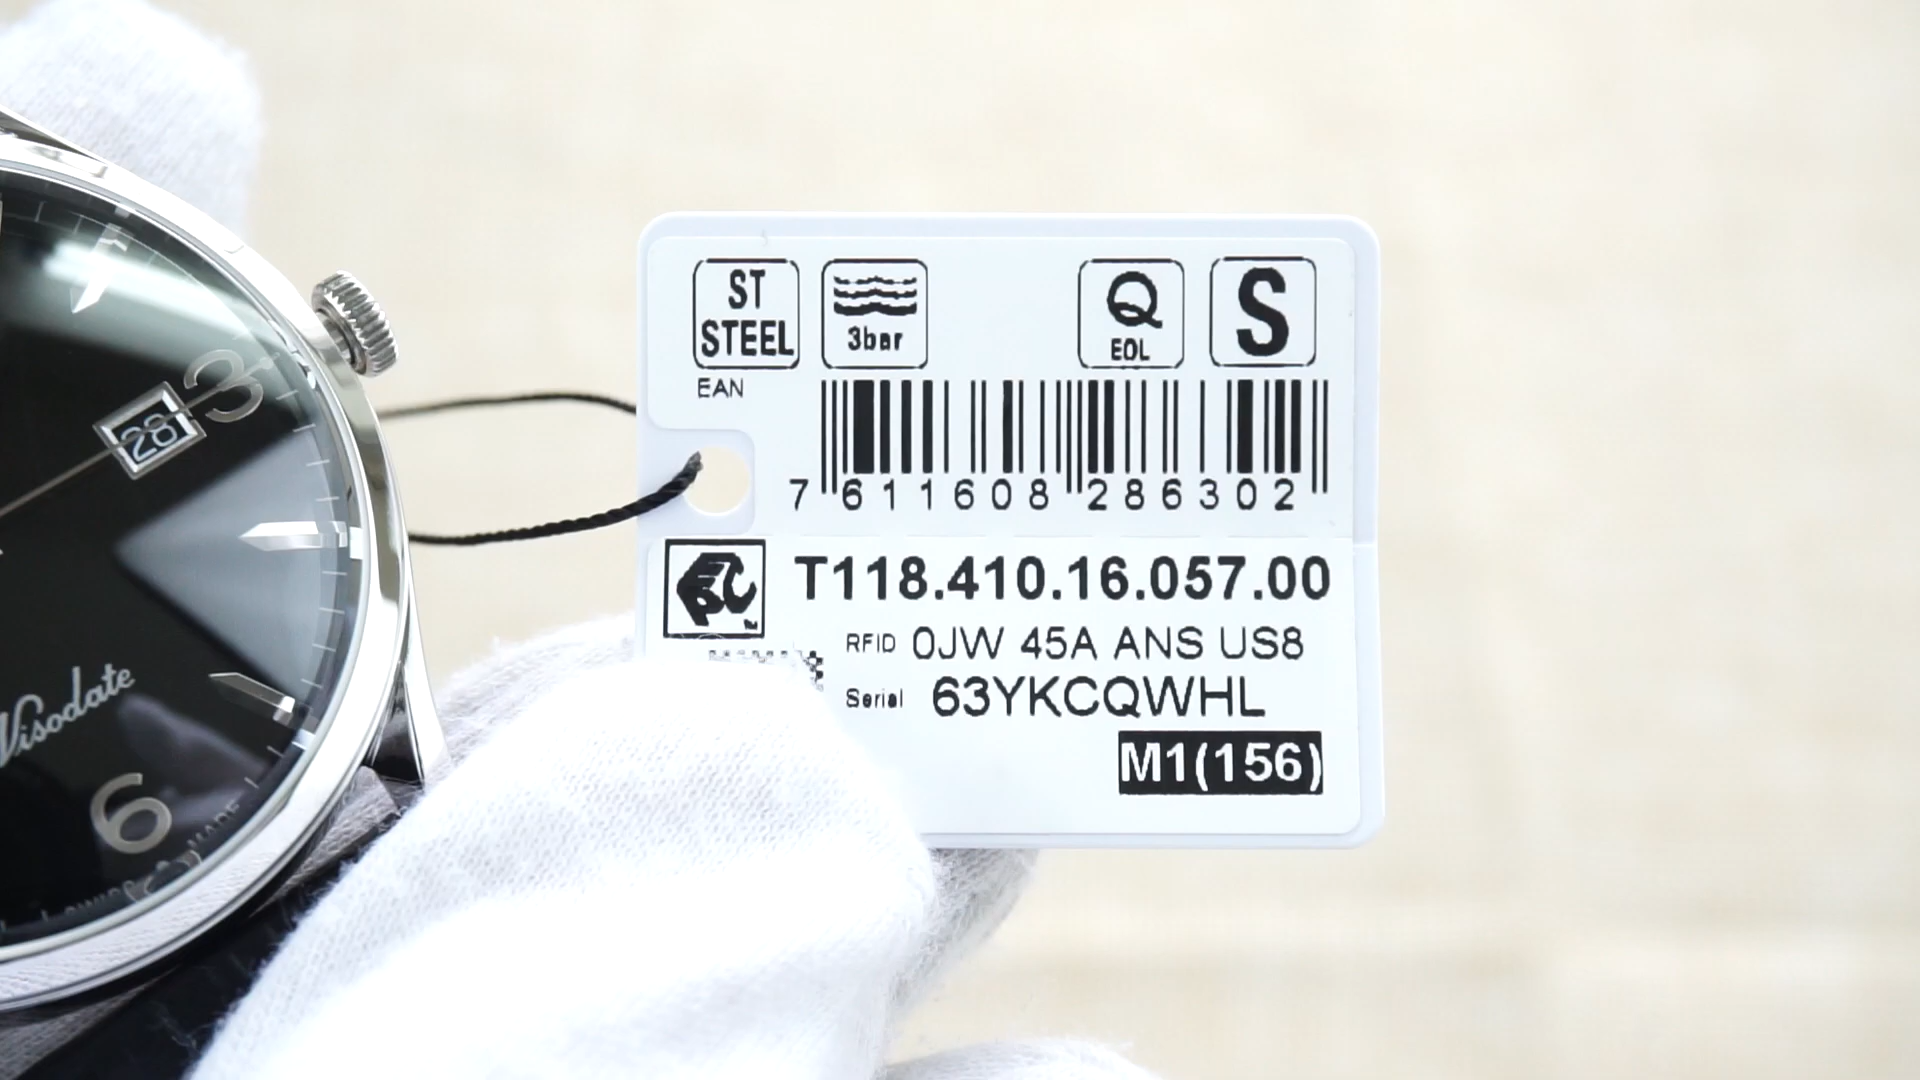 ST
STEEL
3bar
Q
EOL
S
EAN
7 611608 286302
T118.410.16.057.00
RFID 0JW 45A ANS US8
Serial 63YKCQWHL
M1(156)
3
28
Visodate
6